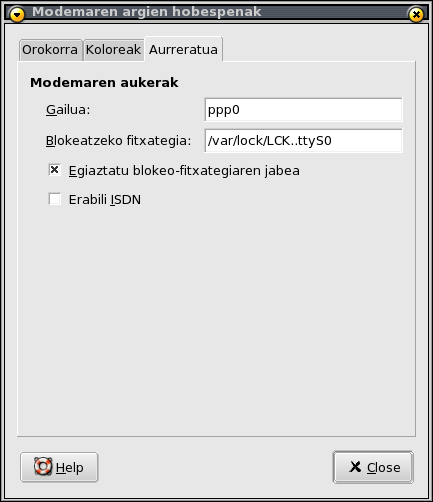 Modemaren argien hobespenak
Orokorra Koloreak Aurreratua
Modemaren aukerak
Gailua: ppp0
Blokeatzeko fitxategia: /var/lock/LCK..ttyS0
Egiaztatu blokeo-fitxategiaren jabea
Erabili ISDN
Help Close